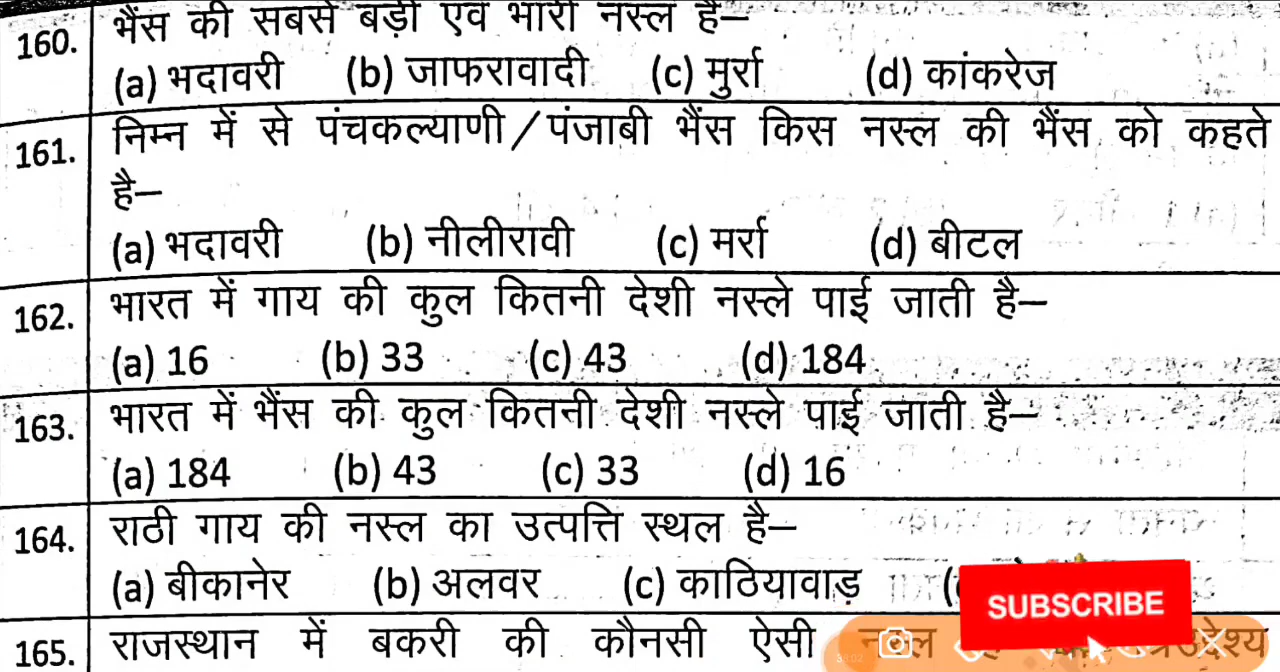 160. भैंस की सबसे बड़ी एवं भारी नस्ल है–
(a) भदावरी (b) जाफरावादी (c) मुर्रा (d) कांकरेज
161. निम्न में से पंचकल्याणी/पंजाबी भैंस किस नस्ल की भैंस को कहते
है–
(a) भदावरी (b) नीलीरावी (c) मर्रा (d) बीटल
162. भारत में गाय की कुल कितनी देशी नस्ले पाई जाती है–
(a) 16 (b) 33 (c) 43 (d) 184
163. भारत में भैंस की कुल कितनी देशी नस्ले पाई जाती है–
(a) 184 (b) 43 (c) 33 (d) 16
164. राठी गाय की नस्ल का उत्पत्ति स्थल है–
(a) बीकानेर (b) अलवर (c) काठियावाड़
SUBSCRIBE
165. राजस्थान में बकरी की कौनसी ऐसी
38:02